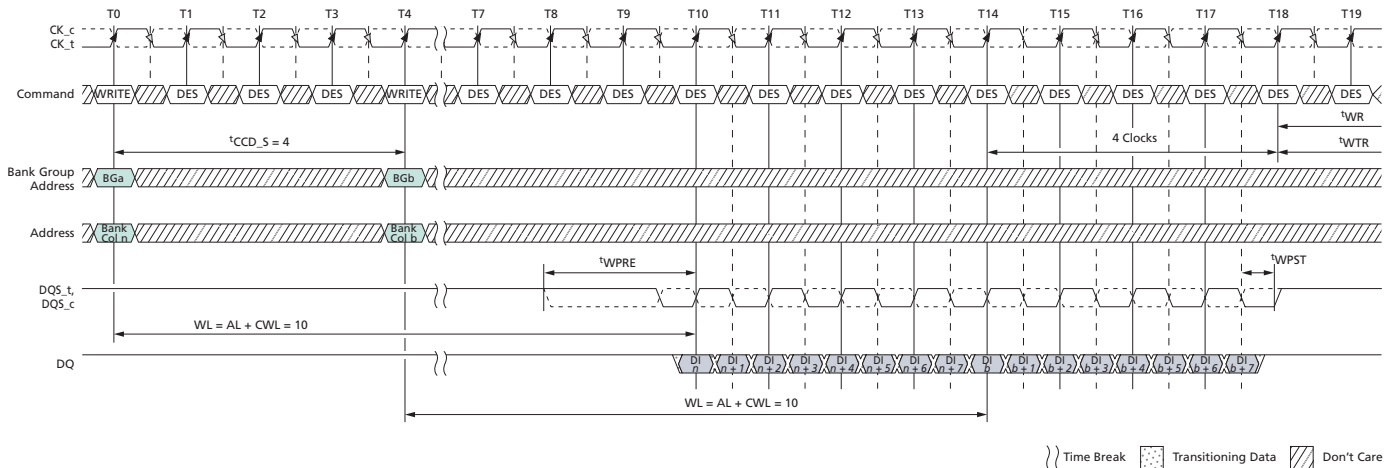 T0 T1 T2 T3 T4 T7 T8 T9 T10 T11 T12 T13 T14 T15 T16 T17 T18 T19
CK_c
CK_t
Command WRITE DES DES DES WRITE DES DES DES DES DES DES DES DES DES DES DES DES DES
tWR
tCCD_S = 4 4 Clocks tWTR
Bank Group
Address BGa BGb
Address Bank
Col n Bank
Col b
tWPRE tWPST
DQS_t,
DQS_c
WL = AL + CWL = 10
DQ DI
n DI
n + 1 DI
n + 2 DI
n + 3 DI
n + 4 DI
n + 5 DI
n + 6 DI
n + 7 DI
b DI
b + 1 DI
b + 2 DI
b + 3 DI
b + 4 DI
b + 5 DI
b + 6 DI
b + 7
WL = AL + CWL = 10
Time Break Transitioning Data Don't Care